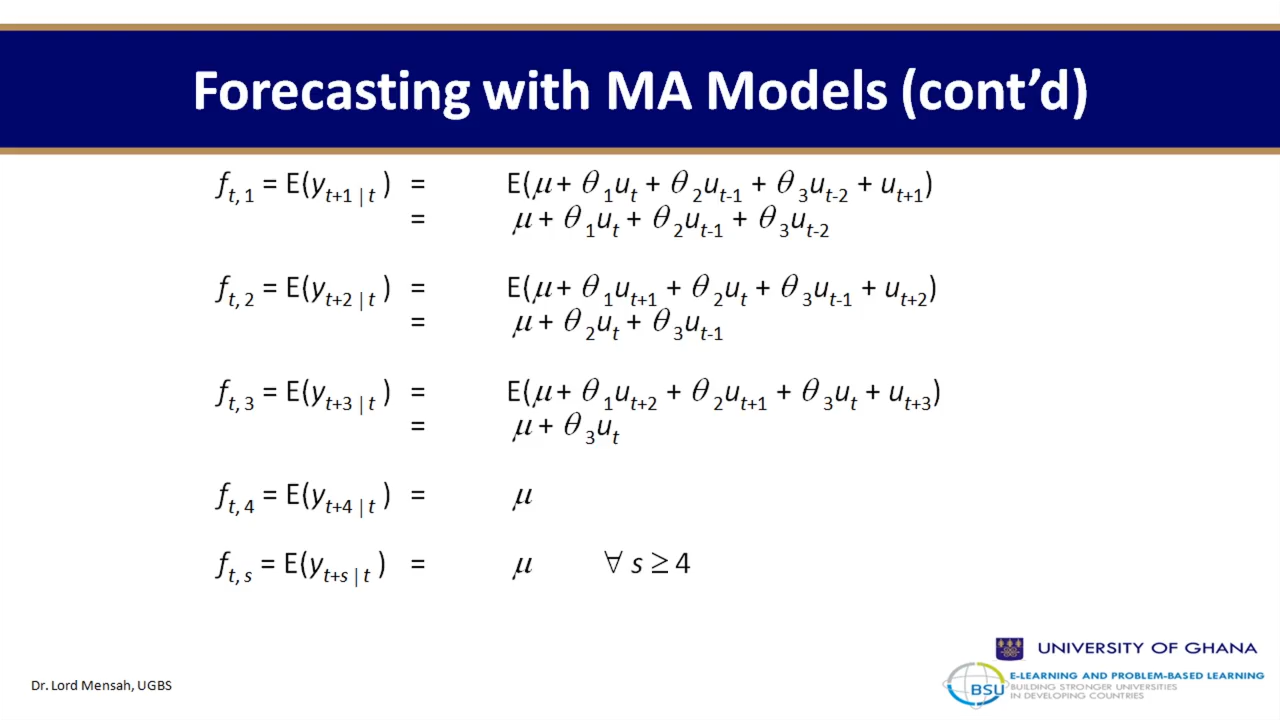 Forecasting with MA Models (cont’d)
f_{t, 1} = E(y_{t+1 | t} ) = E(μ + θ_1u_t + θ_2u_{t-1} + θ_3u_{t-2} + u_{t+1})
= μ + θ_1u_t + θ_2u_{t-1} + θ_3u_{t-2}
f_{t, 2} = E(y_{t+2 | t} ) = E(μ + θ_1u_{t+1} + θ_2u_t + θ_3u_{t-1} + u_{t+2})
= μ + θ_2u_t + θ_3u_{t-1}
f_{t, 3} = E(y_{t+3 | t} ) = E(μ + θ_1u_{t+2} + θ_2u_{t+1} + θ_3u_t + u_{t+3})
= μ + θ_3u_t
f_{t, 4} = E(y_{t+4 | t} ) = μ
f_{t, s} = E(y_{t+s | t} ) = μ ∀ s ≥ 4
UNIVERSITY OF GHANA
BSU
E-LEARNING AND PROBLEM-BASED LEARNING
BUILDING STRONGER UNIVERSITIES
IN DEVELOPING COUNTRIES
Dr. Lord Mensah, UGBS